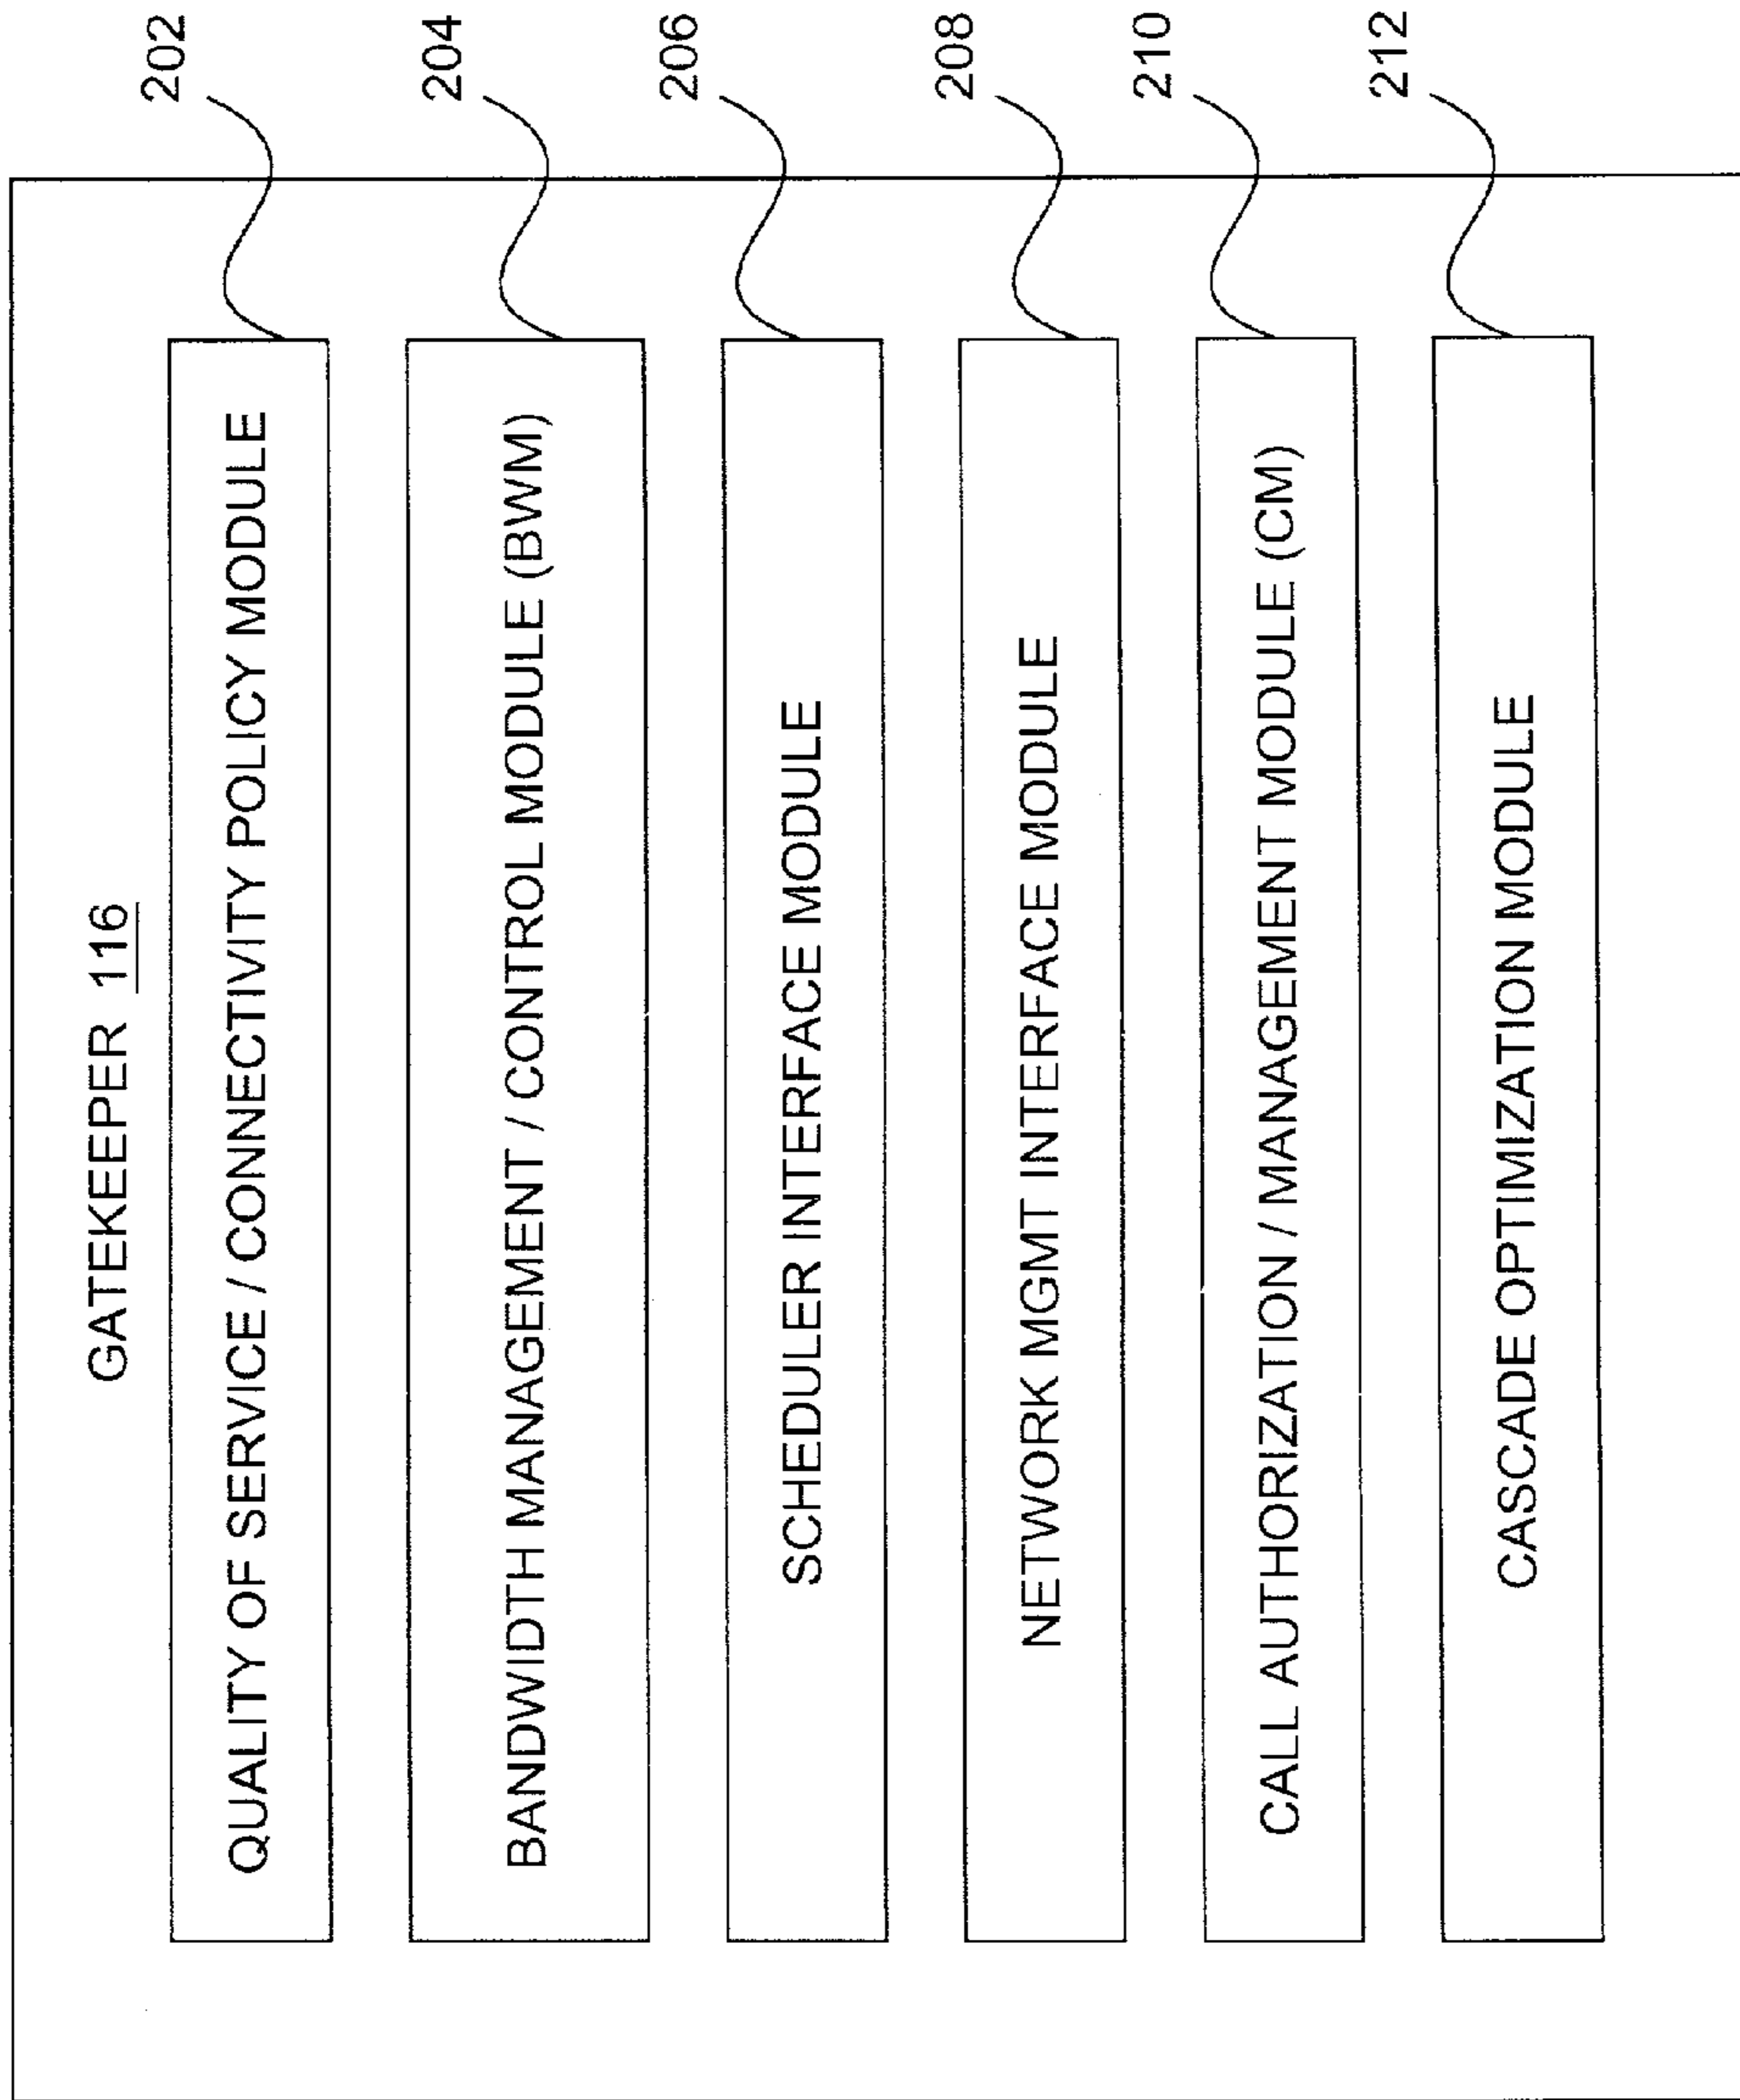 GATEKEEPER 116
QUALITY OF SERVICE / CONNECTIVITY POLICY MODULE
202
BANDWIDTH MANAGEMENT / CONTROL MODULE (BWM)
204
SCHEDULER INTERFACE MODULE
206
NETWORK MGMT INTERFACE MODULE
208
CALL AUTHORIZATION / MANAGEMENT MODULE (CM)
210
CASCADE OPTIMIZATION MODULE
212